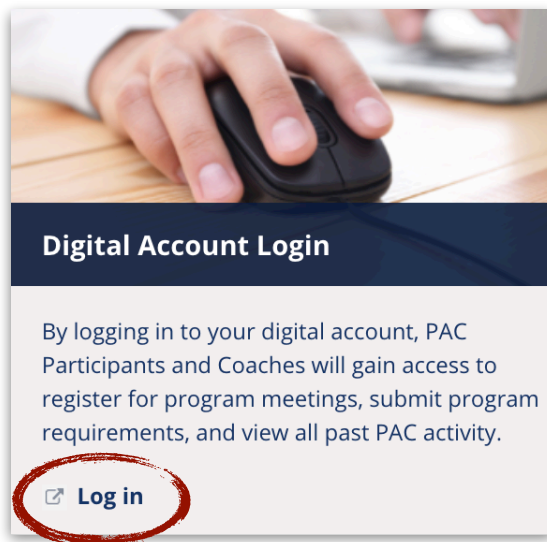 Digital Account Login
By logging in to your digital account, PAC
Participants and Coaches will gain access to
register for program meetings, submit program
requirements, and view all past PAC activity.
Log in